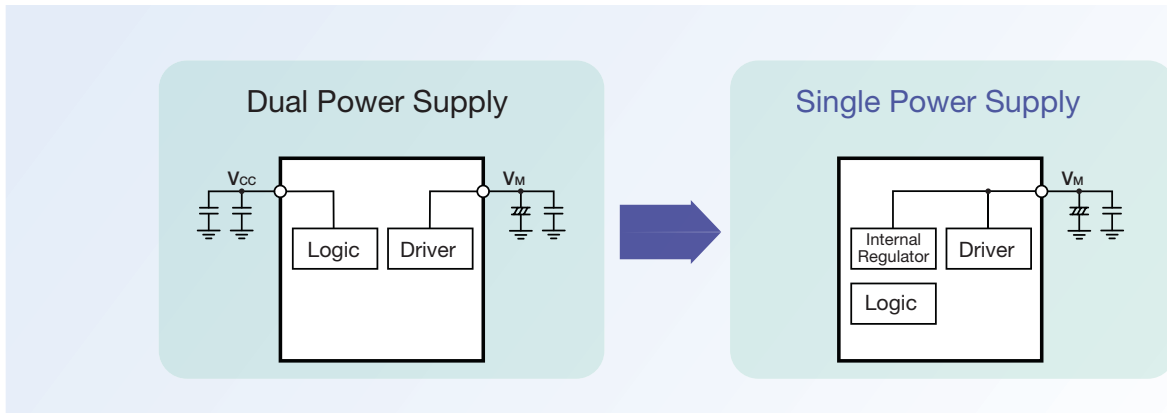 Dual Power Supply
VCC
VM
Logic
Driver
Single Power Supply
VM
Internal
Regulator
Driver
Logic